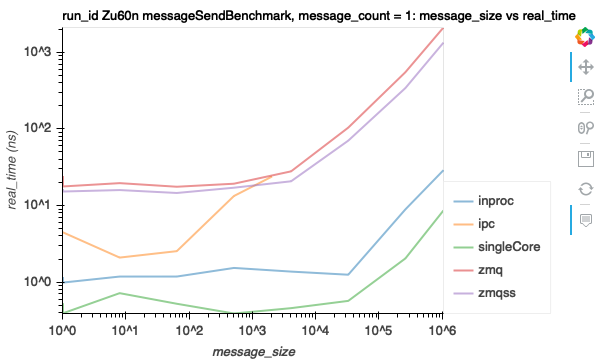 run_id Zu60n messageSendBenchmark, message_count = 1: message_size vs real_time
10^3
10^2
10^1
10^0
real_time (ns)
10^0 10^1 10^2 10^3 10^4 10^5 10^6
message_size
inproc
ipc
singleCore
zmq
zmqss